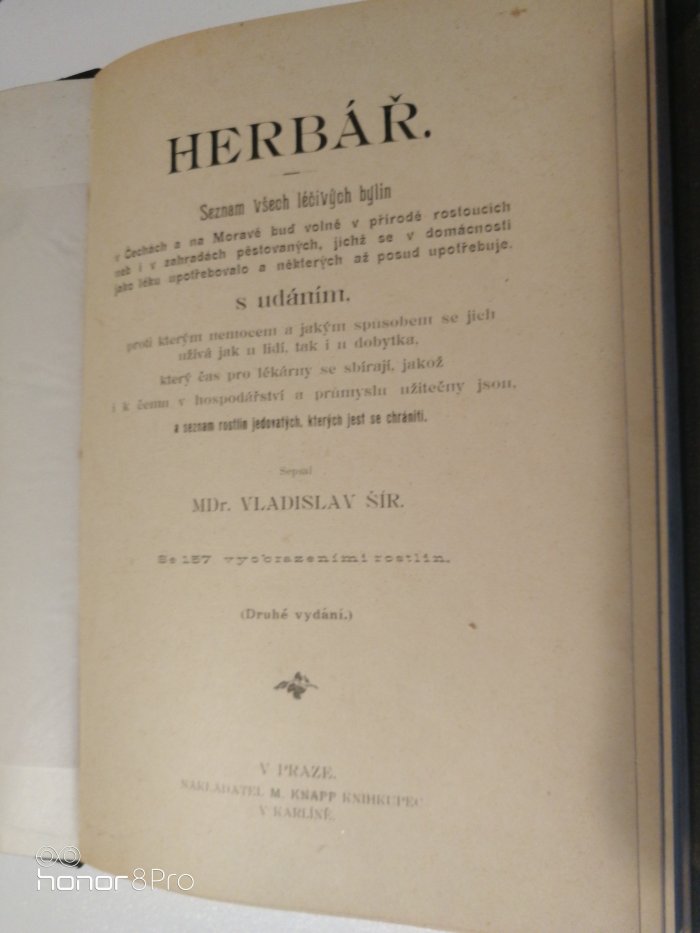 HERBÁŘ.
Seznam všech léčivých bylin
v Čechách a na Moravě buď volně v přírodě rostoucích
neb i v zahradách pěstovaných, jichž se v domácnosti
jako léku upotřebovalo a některých až posud upotřebuje.
s udáním.
proti kterým nemocem a jakým spůsobem se jich
užívá jak u lidí, tak i u dobytka,
který čas pro lékárny se sbírají, jakož
i k čemu v hospodářství a průmyslu užitečny jsou,
a seznam rostlin jedovatých, kterých jest se chrániti.
Sepsal
MDr. VLADISLAV ŠÍR.
Se 157 vyobrazeními rostlin.
(Druhé vydání.)
V PRAZE.
NAKLADATEL M. KNAPP KNIHKUPEC
V KARLÍNĚ.
honor8Pro